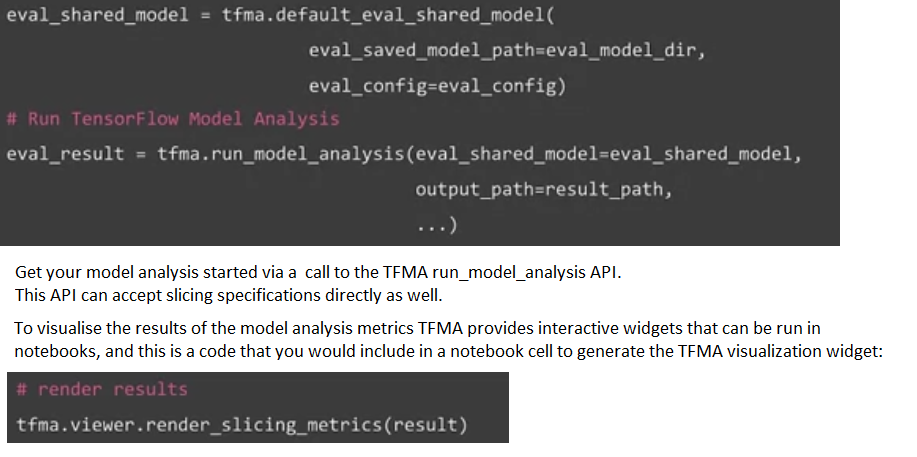 eval_shared_model = tfma.default_eval_shared_model(
eval_saved_model_path=eval_model_dir,
eval_config=eval_config)
# Run TensorFlow Model Analysis
eval_result = tfma.run_model_analysis(eval_shared_model=eval_shared_model,
output_path=result_path,
...)
Get your model analysis started via a call to the TFMA run_model_analysis API.
This API can accept slicing specifications directly as well.
To visualise the results of the model analysis metrics TFMA provides interactive widgets that can be run in
notebooks, and this is a code that you would include in a notebook cell to generate the TFMA visualization widget:
# render results
tfma.viewer.render_slicing_metrics(result)